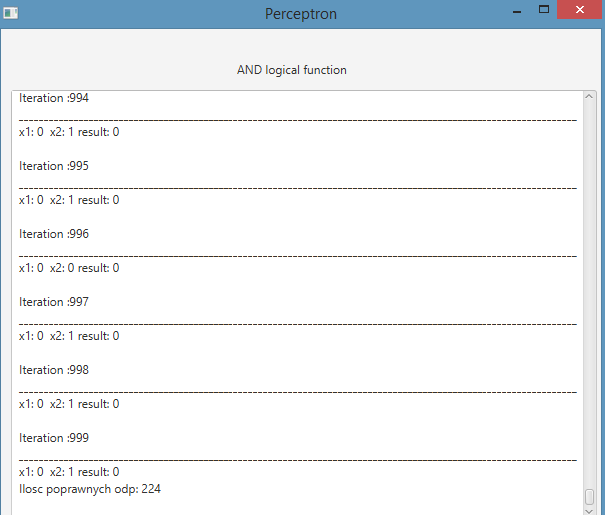 Perceptron
AND logical function
Iteration :994
------------------------------------------------------------------------------------------
x1: 0 x2: 1 result: 0
Iteration :995
------------------------------------------------------------------------------------------
x1: 0 x2: 1 result: 0
Iteration :996
------------------------------------------------------------------------------------------
x1: 0 x2: 0 result: 0
Iteration :997
------------------------------------------------------------------------------------------
x1: 0 x2: 1 result: 0
Iteration :998
------------------------------------------------------------------------------------------
x1: 0 x2: 1 result: 0
Iteration :999
------------------------------------------------------------------------------------------
x1: 0 x2: 1 result: 0
Ilosc poprawnych odp: 224